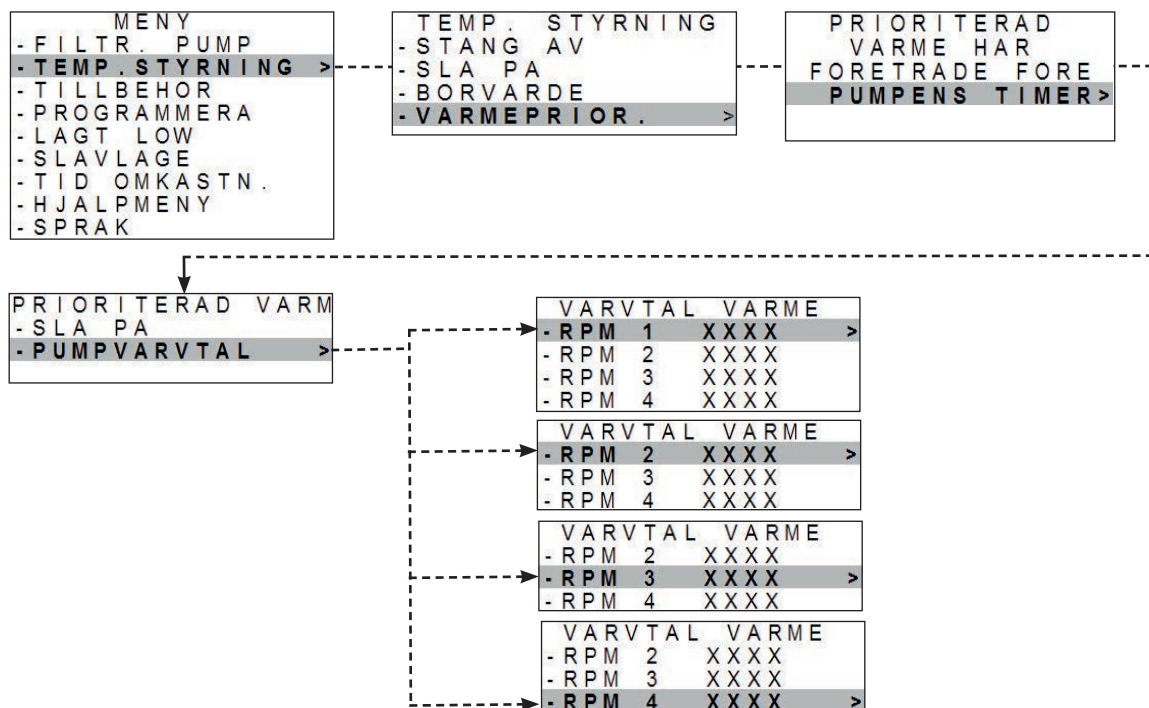 MENY
-FILTR. PUMP
-TEMP.STYRNING >
-TILLBEHOR
-PROGRAMMERA
-LAGT LOW
-SLAVLAGE
-TID OMKASTN.
-HJALPMENY
-SPRAK
TEMP. STYRNING
-STANG AV
-SLA PA
-BORVARDE
-VARMEPRIOR. >
PRIORITERAD
VARME HAR
FORETRADE FORE
PUMPENS TIMER>
PRIORITERAD VARM
-SLA PA
-PUMPVARVTAL >
VARVTAL VARME
-RPM 1 XXXX >
-RPM 2 XXXX
-RPM 3 XXXX
-RPM 4 XXXX
VARVTAL VARME
-RPM 2 XXXX >
-RPM 3 XXXX
-RPM 4 XXXX
VARVTAL VARME
-RPM 2 XXXX
-RPM 3 XXXX >
-RPM 4 XXXX
VARVTAL VARME
-RPM 2 XXXX
-RPM 3 XXXX
-RPM 4 XXXX >